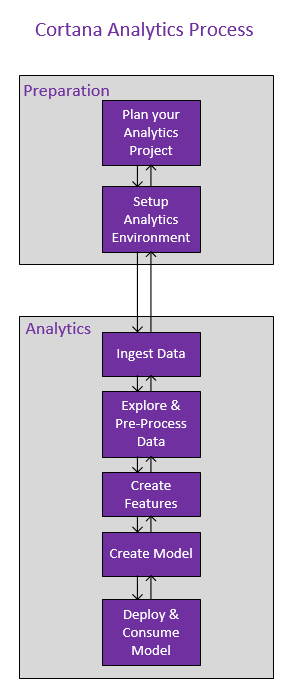 Cortana Analytics Process
Preparation
Plan your
Analytics
Project
Setup
Analytics
Environment
Analytics
Ingest Data
Explore &
Pre-Process
Data
Create
Features
Create Model
Deploy &
Consume
Model